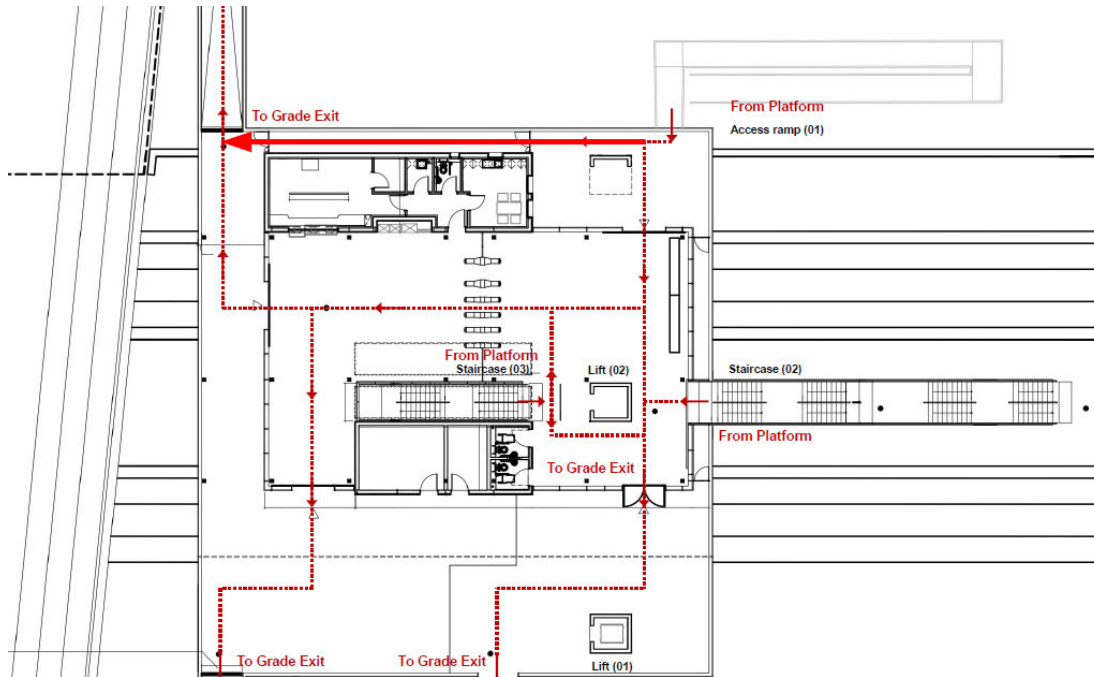 To Grade Exit
From Platform
Access ramp (01)
From Platform
Staircase (03)
Lift (02)
Staircase (02)
From Platform
To Grade Exit
To Grade Exit
To Grade Exit
Lift (01)